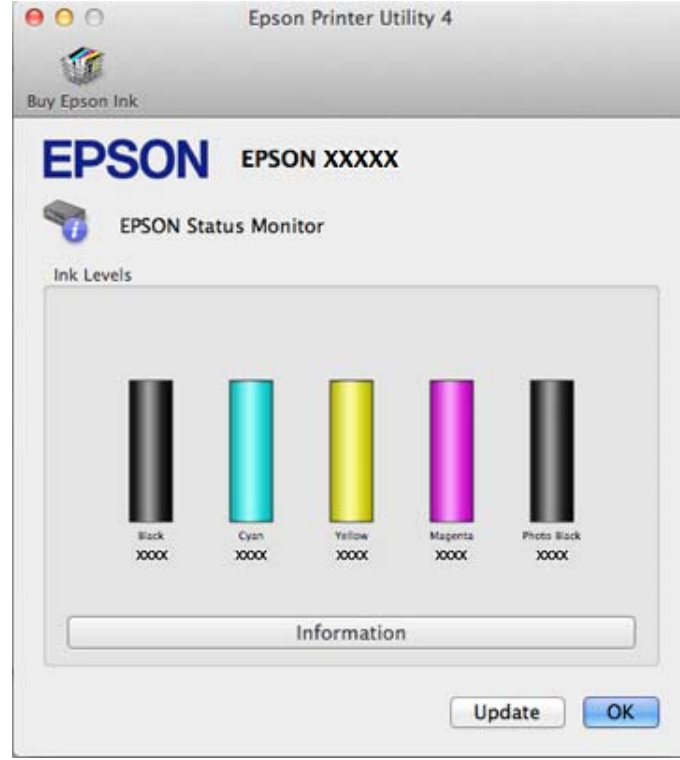 Epson Printer Utility 4
Buy Epson Ink
EPSON EPSON XXXXX
EPSON Status Monitor
Ink Levels
Black Cyan Yellow Magenta Photo Black
XXXX XXXX XXXX XXXX XXXX
Information
Update OK